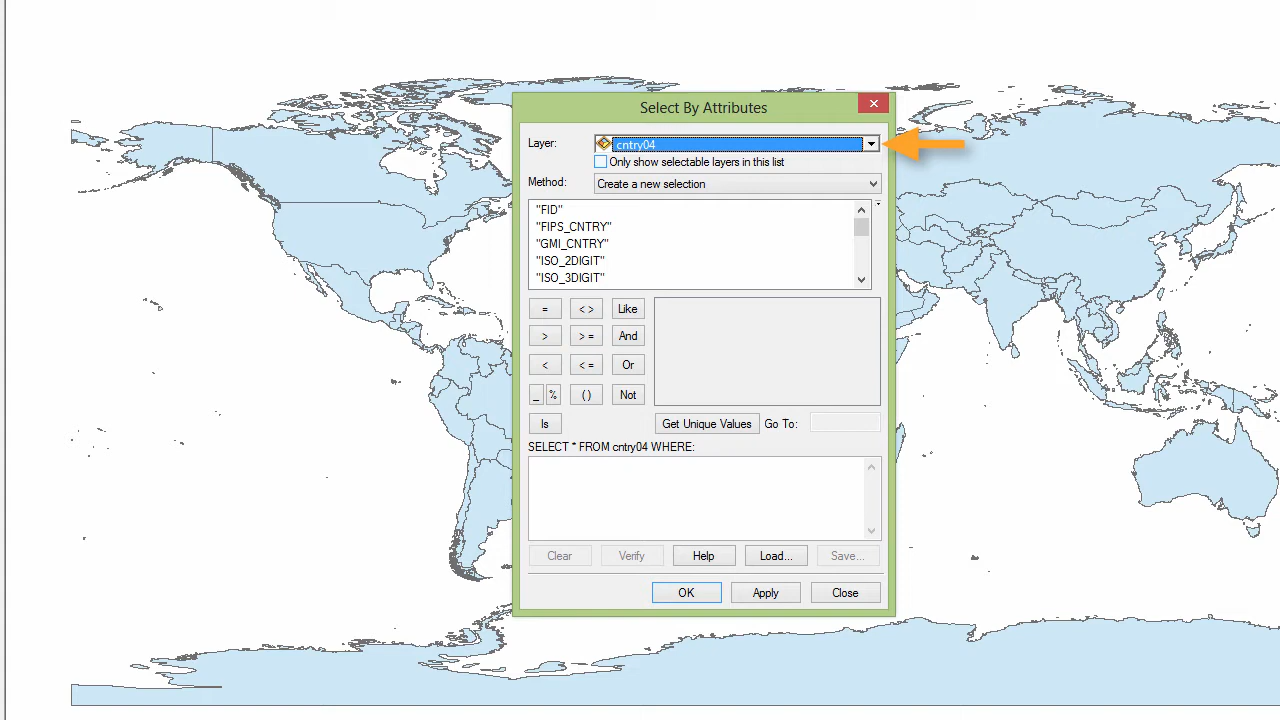 Select By Attributes
Layer: cntry04
Only show selectable layers in this list
Method: Create a new selection
"FID"
"FIPS_CNTRY"
"GMI_CNTRY"
"ISO_2DIGIT"
"ISO_3DIGIT"
= < > Like
> > = And
< < = Or
_ % ( ) Not
Is Get Unique Values Go To:
SELECT * FROM cntry04 WHERE:
Clear Verify Help Load... Save...
OK Apply Close